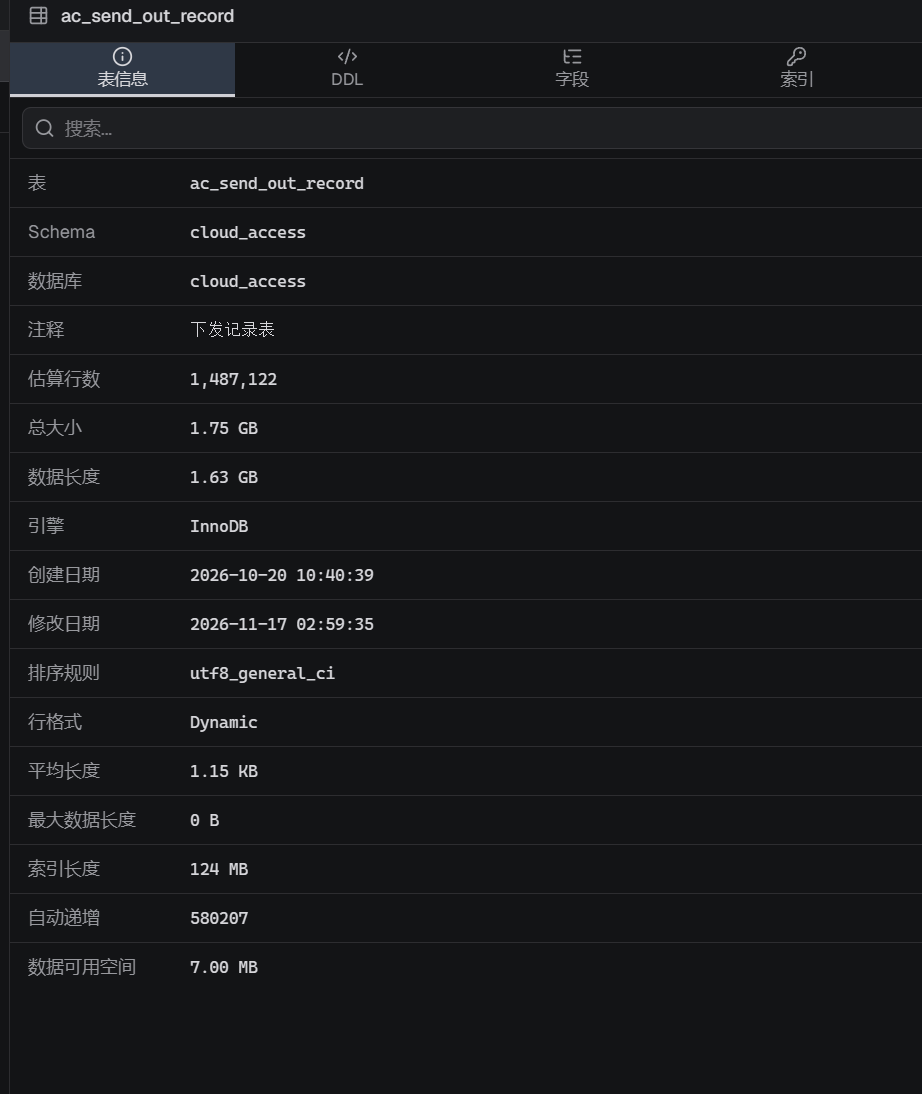 ac_send_out_record
表信息
DDL
字段
索引
搜索...
表 ac_send_out_record
Schema cloud_access
数据库 cloud_access
注释 下发记录表
估算行数 1,487,122
总大小 1.75 GB
数据长度 1.63 GB
引擎 InnoDB
创建日期 2026-10-20 10:40:39
修改日期 2026-11-17 02:59:35
排序规则 utf8_general_ci
行格式 Dynamic
平均长度 1.15 KB
最大数据长度 0 B
索引长度 124 MB
自动递增 580207
数据可用空间 7.00 MB